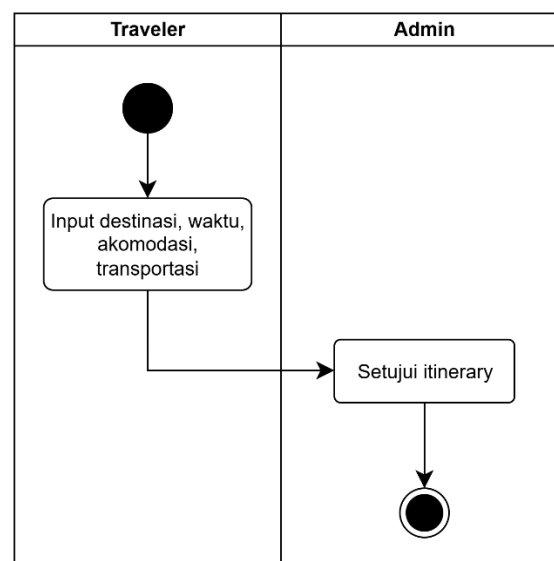 Traveler
Admin
Input destinasi, waktu,
akomodasi,
transportasi
Setujui itinerary